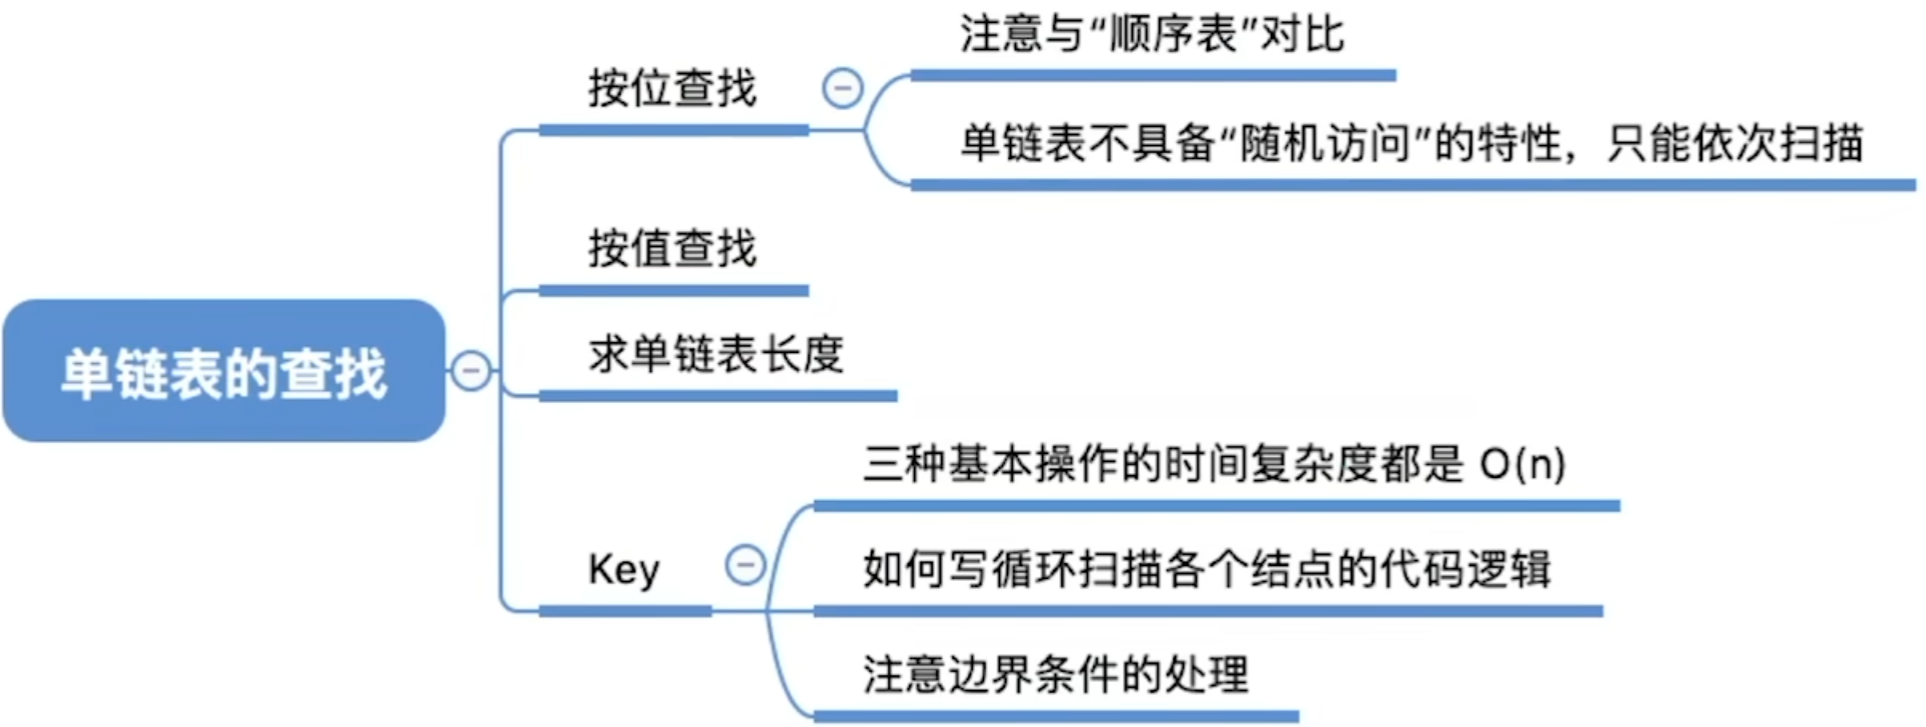 单链表的查找
按位查找
注意与“顺序表”对比
单链表不具备“随机访问”的特性，只能依次扫描
按值查找
求单链表长度
Key
三种基本操作的时间复杂度都是 O(n)
如何写循环扫描各个结点的代码逻辑
注意边界条件的处理